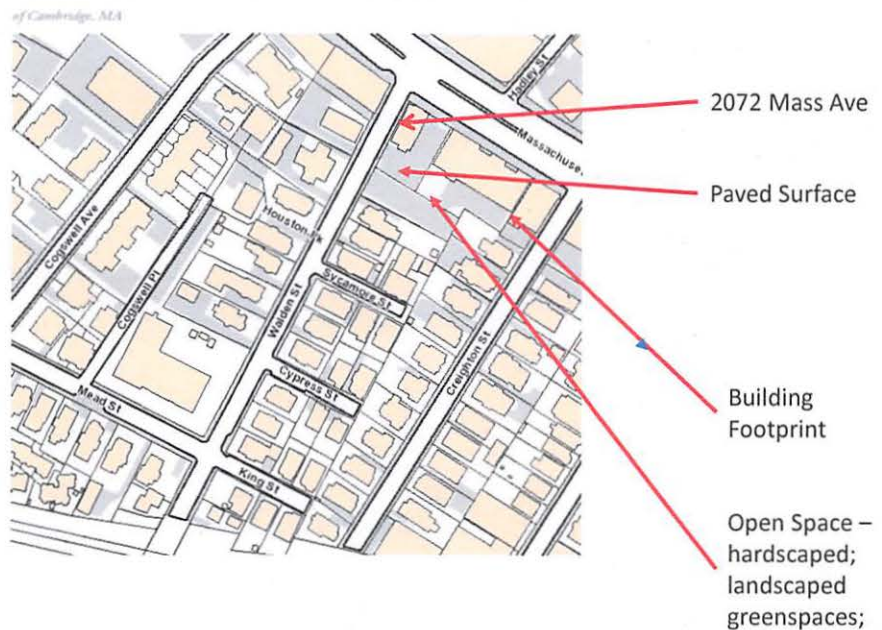 of Cambridge, MA
Hadley St
2072 Mass Ave
Massachuse
Paved Surface
Cogswell Ave
Houston Pk
Cogswell Pl
Walden St
Sycamore St
Creighton St
Cypress St
Mead St
King St
Building
Footprint
Open Space –
hardscaped;
landscaped
greenspaces;